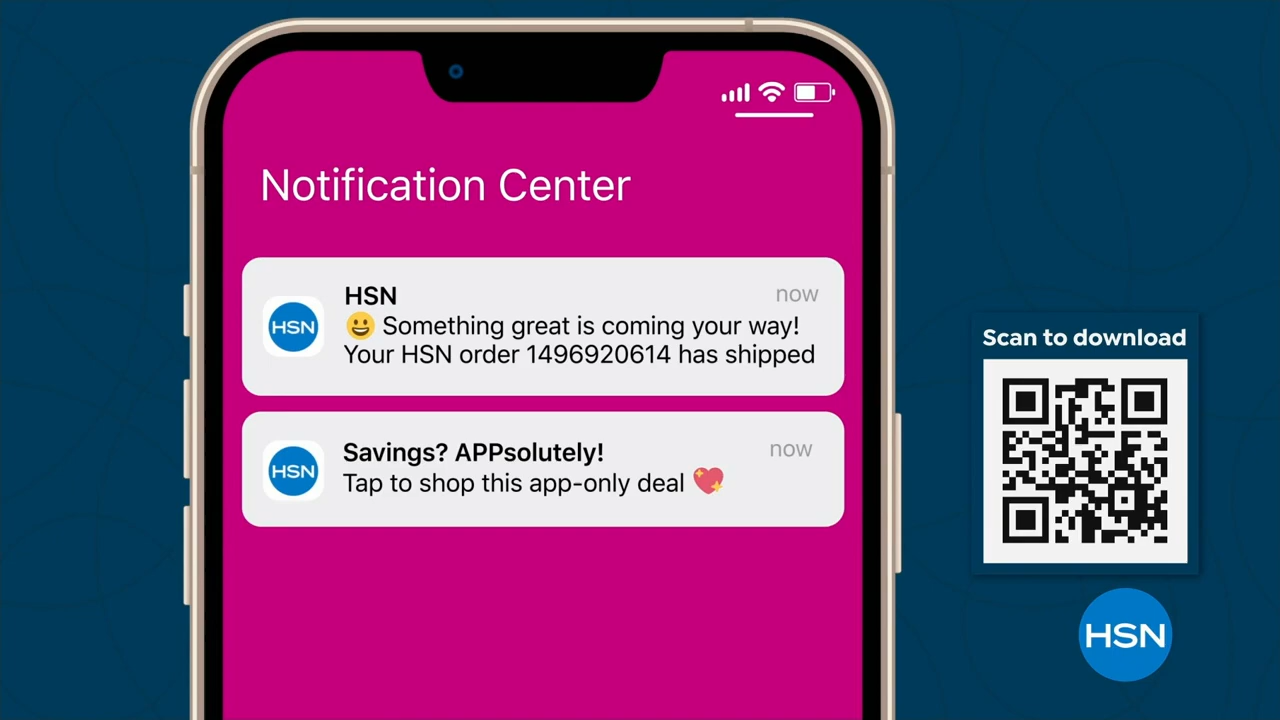 Notification Center
HSN
now
HSN
😀 Something great is coming your way!
Your HSN order 1496920614 has shipped
HSN
Savings? APPsolutely!
now
Tap to shop this app-only deal 💖
Scan to download
HSN